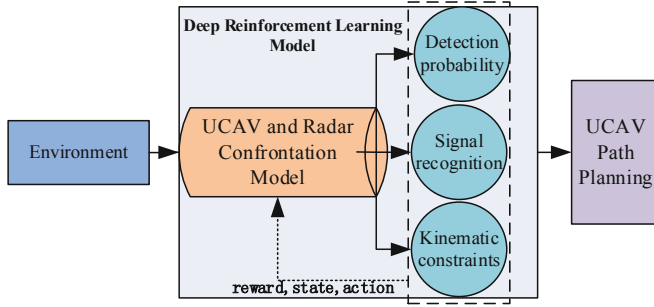 Deep Reinforcement Learning
Model
Environment
UCAV and Radar
Confrontation
Model
Detection
probability
Signal
recognition
Kinematic
constraints
reward, state, action
UCAV
Path
Planning